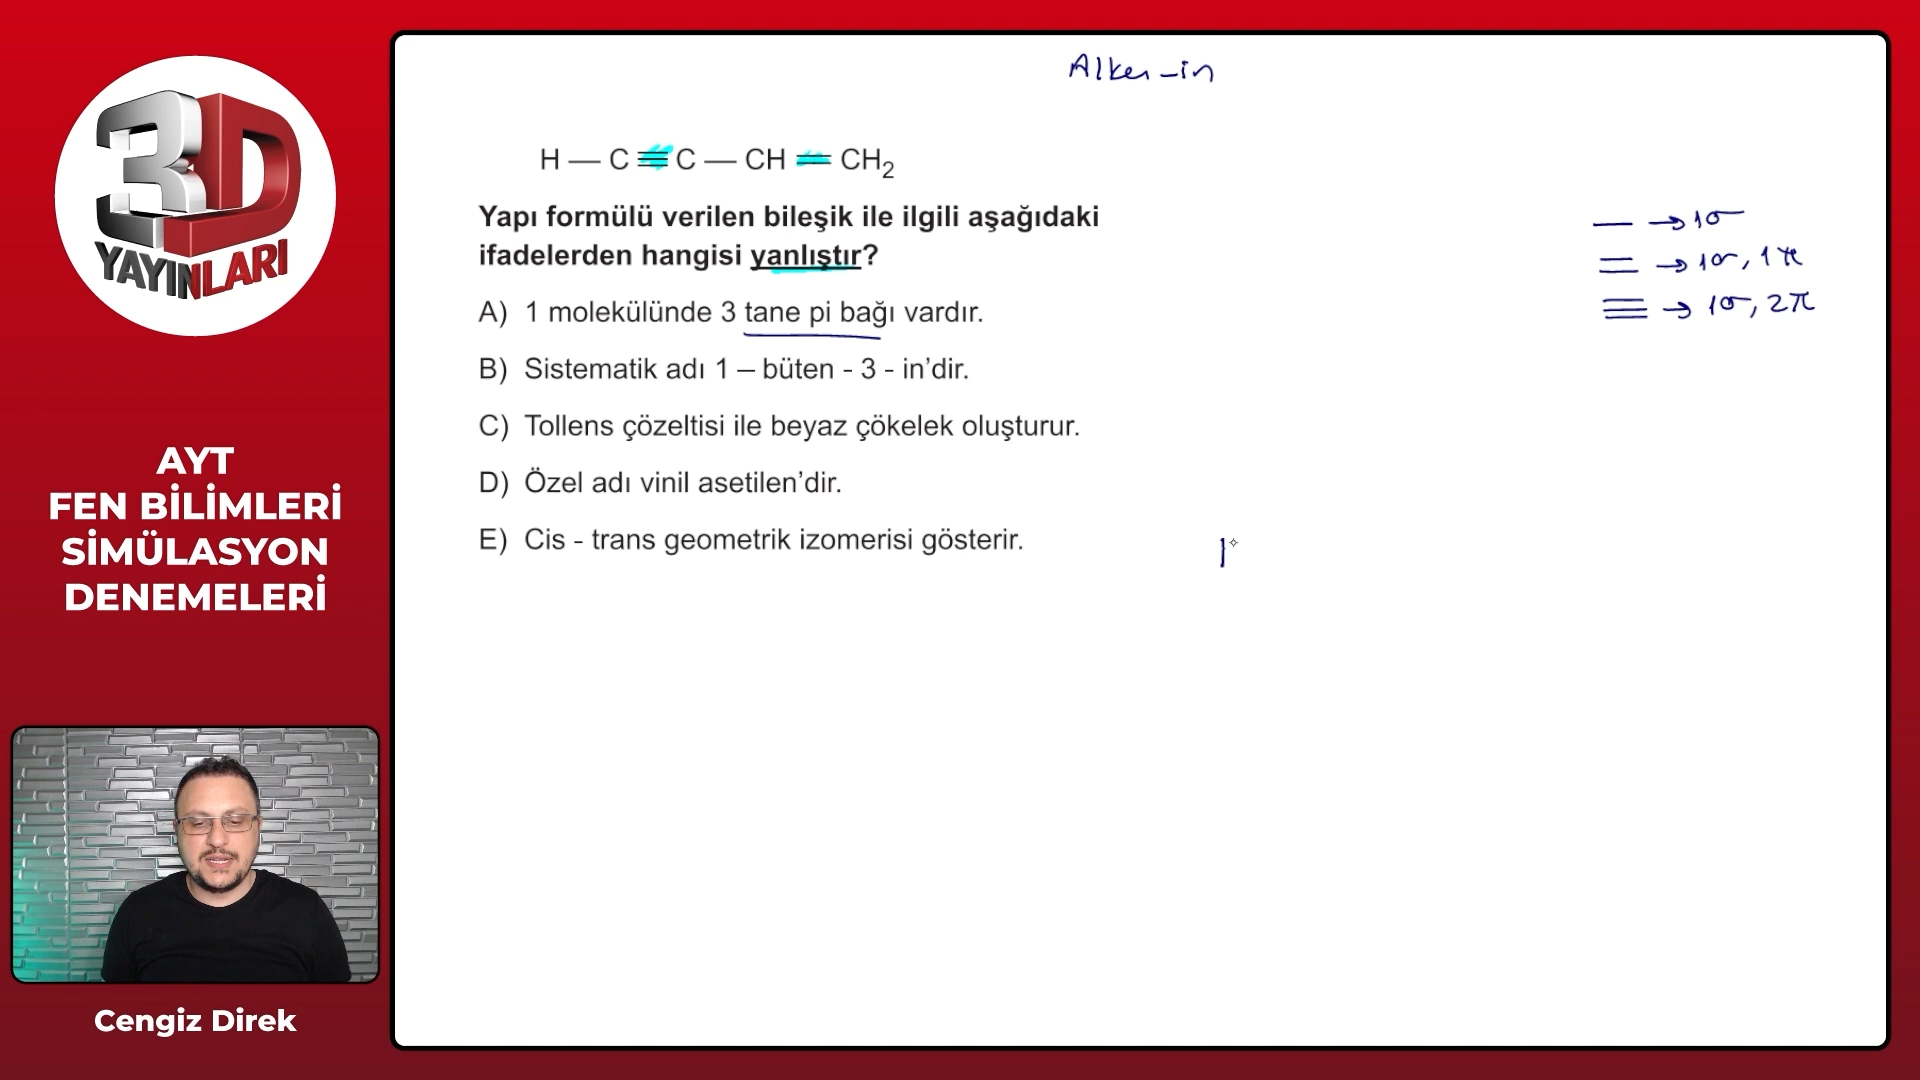 3D
YAYINLARI
AYT
FEN BİLİMLERİ
SİMÜLASYON
DENEMELERİ
Cengiz Direk
Alken-in
H — C ≡ C — CH = CH₂
Yapı formülü verilen bileşik ile ilgili aşağıdaki
ifadelerden hangisi yanlıştır?
A) 1 molekülünde 3 tane pi bağı vardır.
B) Sistematik adı 1 – büten - 3 - in’dir.
C) Tollens çözeltisi ile beyaz çökelek oluşturur.
D) Özel adı vinil asetilen’dir.
E) Cis - trans geometrik izomerisi gösterir.
— → 1σ
= → 1σ, 1π
≡ → 1σ, 2π